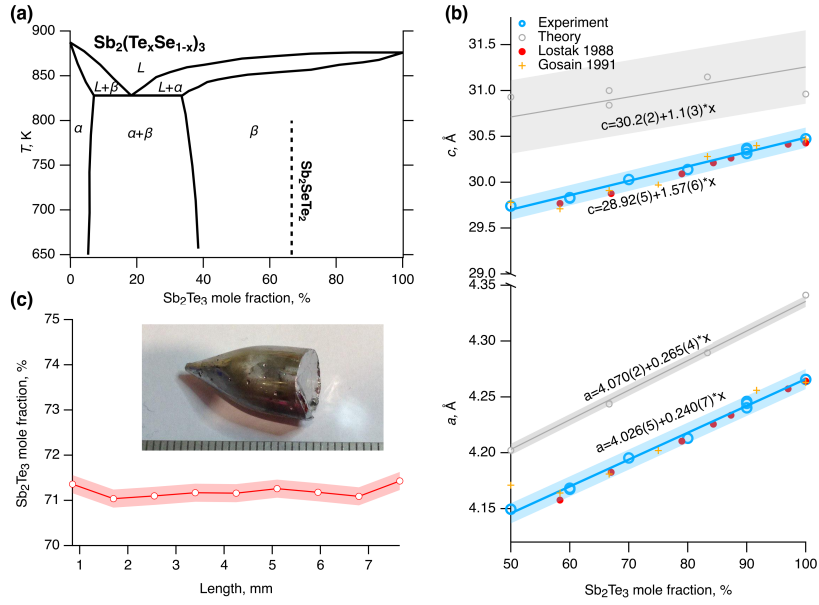 (a)
Sb2(TexSe1-x)3
900
850
800
750
700
650
T, K
L
L+β
L+α
α
α+β
β
Sb2SeTe2
0
20
40
60
80
100
Sb2Te3 mole fraction, %
(b)
Experiment
Theory
Lostak 1988
Gosain 1991
31.5
31.0
30.5
30.0
29.5
29.0
c, Å
c=30.2(2)+1.1(3)*x
c=28.92(5)+1.57(6)*x
4.35
4.30
4.25
4.20
4.15
a, Å
a=4.070(2)+0.265(4)*x
a=4.026(5)+0.240(7)*x
50
60
70
80
90
100
Sb2Te3 mole fraction, %
(c)
75
74
73
72
71
70
Sb2Te3 mole fraction, %
1
2
3
4
5
6
7
Length, mm